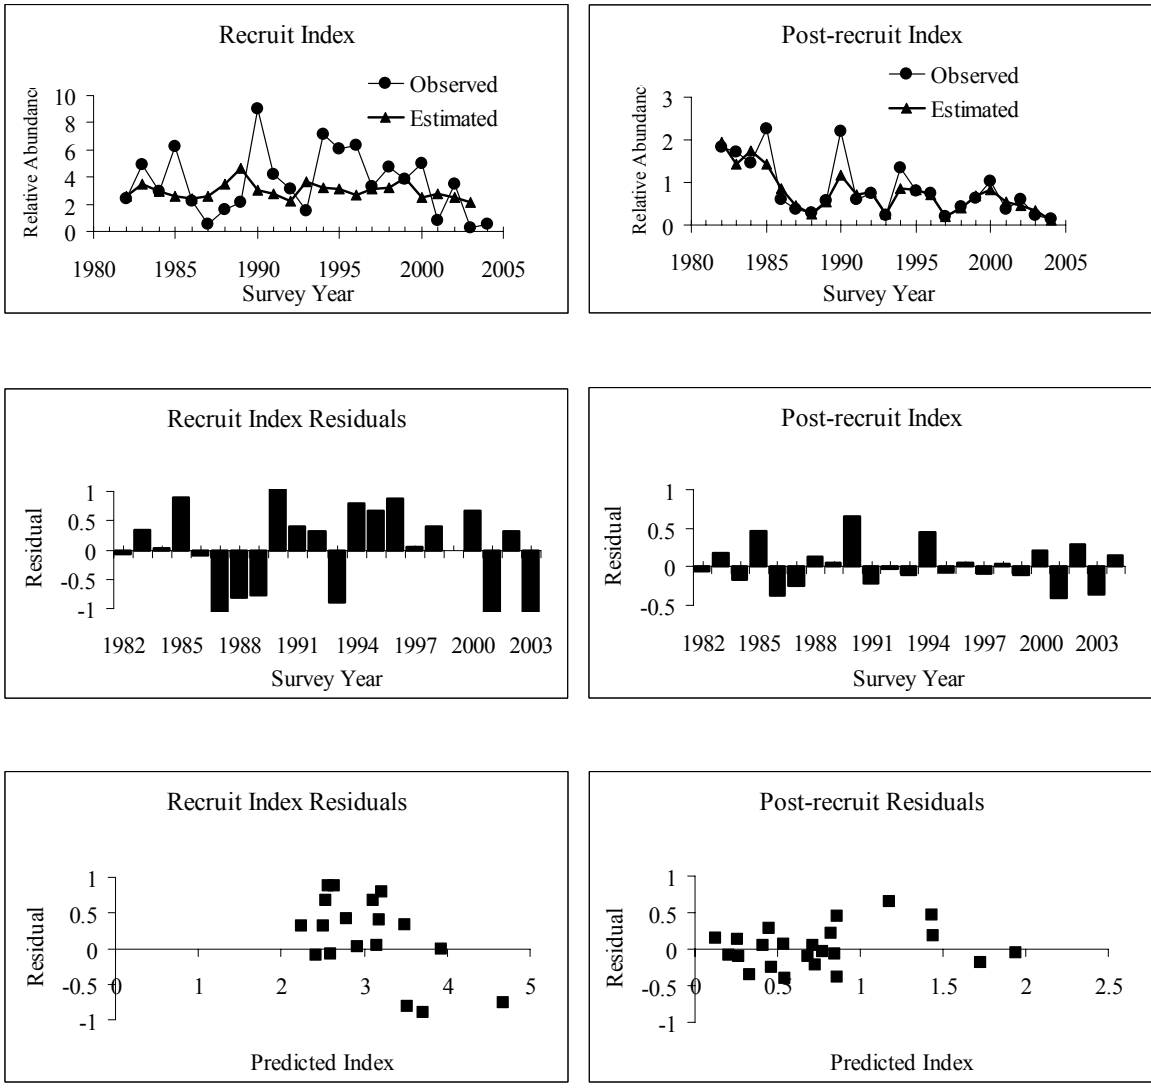 Recruit Index
Observed
Estimated
Relative Abundanc
10
8
6
4
2
0
1980 1985 1990 1995 2000 2005
Survey Year
Post-recruit Index
Observed
Estimated
Relative Abundanc
3
2
1
0
1980 1985 1990 1995 2000 2005
Survey Year
Recruit Index Residuals
Residual
1
0.5
0
-0.5
-1
1982 1985 1988 1991 1994 1997 2000 2003
Survey Year
Post-recruit Index
Residual
1
0.5
0
-0.5
1982 1985 1988 1991 1994 1997 2000 2003
Survey Year
Recruit Index Residuals
Residual
1
0.5
0
-0.5
-1
0 1 2 3 4 5
Predicted Index
Post-recruit Residuals
Residual
1
0.5
0
-0.5
-1
0 0.5 1 1.5 2 2.5
Predicted Index